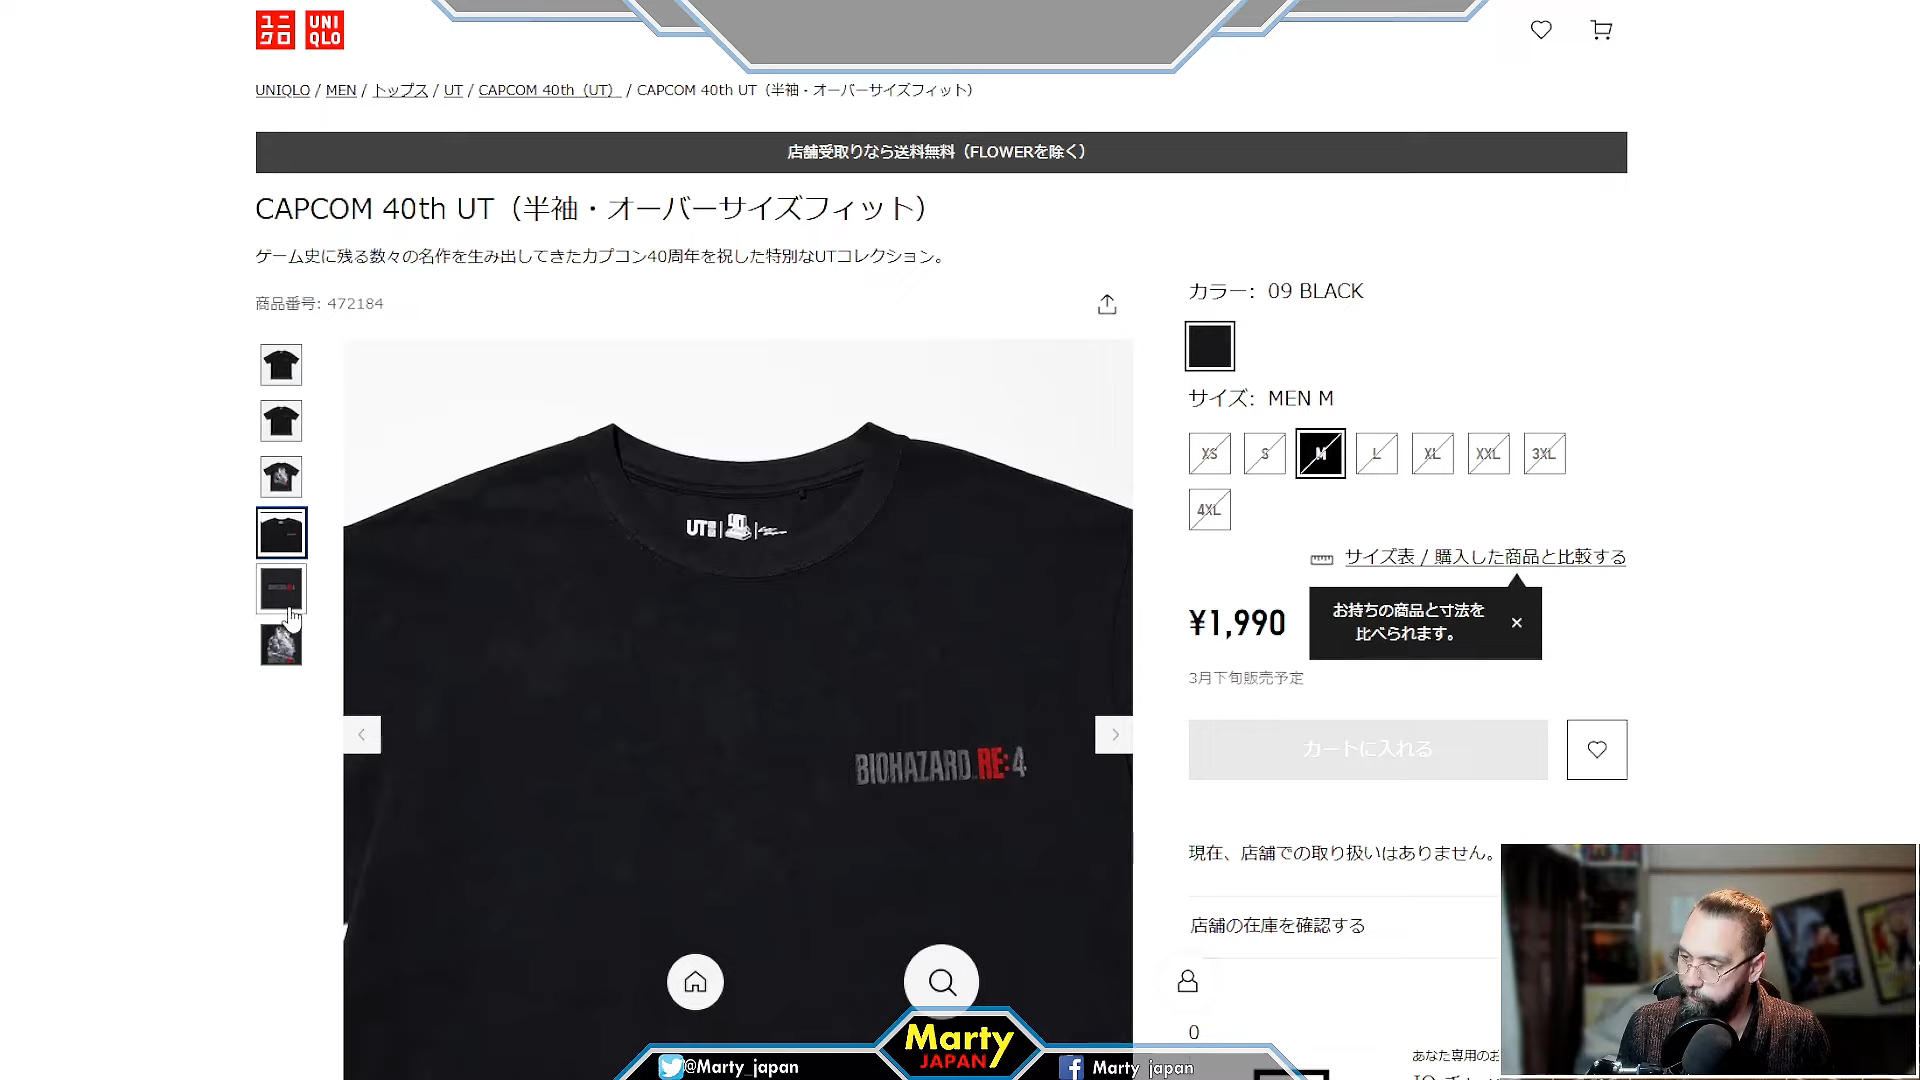 ユニ
クロ
UNI
QLO
UNIQLO / MEN / トップス / UT / CAPCOM 40th（UT） / CAPCOM 40th UT（半袖・オーバーサイズフィット）
店舗受取りなら送料無料（FLOWERを除く）
CAPCOM 40th UT（半袖・オーバーサイズフィット）
ゲーム史に残る数々の名作を生み出してきたカプコン40周年を祝した特別なUTコレクション。
商品番号: 472184
カラー: 09 BLACK
サイズ: MEN M
XS S M L XL XXL 3XL
4XL
サイズ表 / 購入した商品と比較する
¥1,990
お持ちの商品と寸法を
比べられます。
3月下旬販売予定
カートに入れる
UT
40
BIOHAZARD RE:4
現在、店舗での取り扱いはありません。
店舗の在庫を確認する
0
あなた専用のお
Marty
JAPAN
@Marty_japan
Marty japan